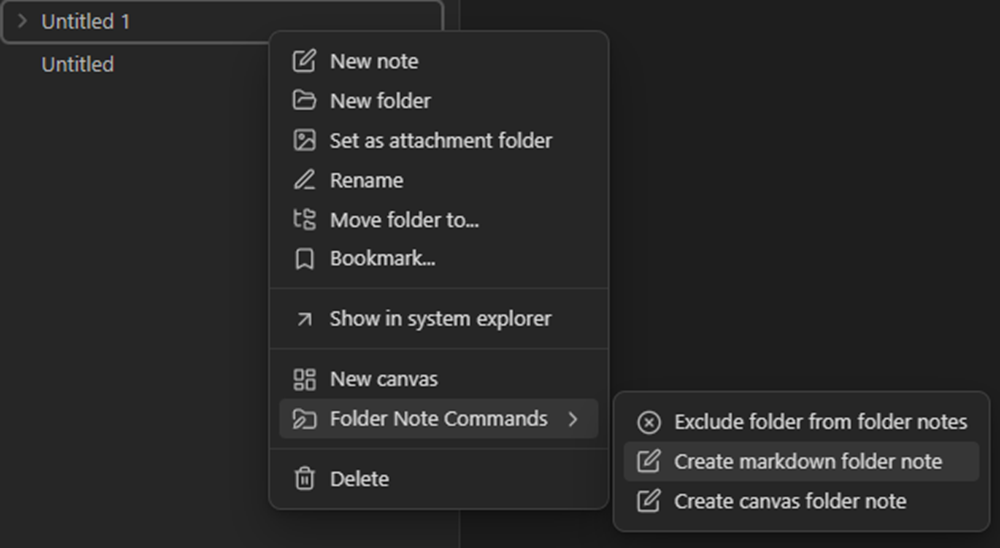 Untitled 1
Untitled
New note
New folder
Set as attachment folder
Rename
Move folder to...
Bookmark...
Show in system explorer
New canvas
Folder Note Commands
Delete
Exclude folder from folder notes
Create markdown folder note
Create canvas folder note